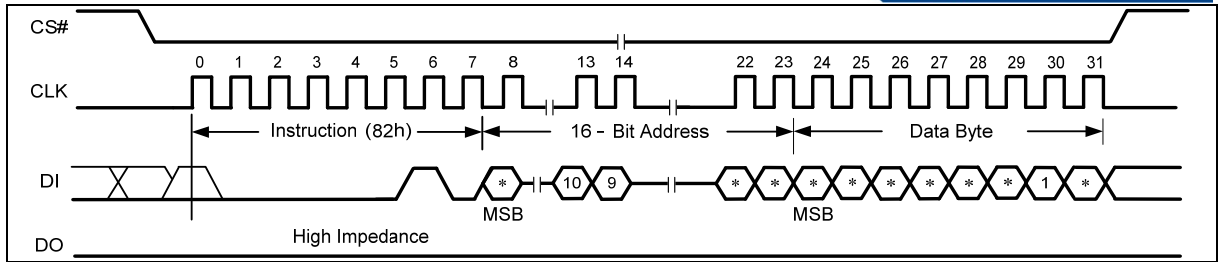 CS#
0 1 2 3 4 5 6 7 8 13 14 22 23 24 25 26 27 28 29 30 31
CLK
Instruction (82h) 16 - Bit Address Data Byte
DI * 10 9 * * * * * * * * 1 *
MSB MSB
High Impedance
DO